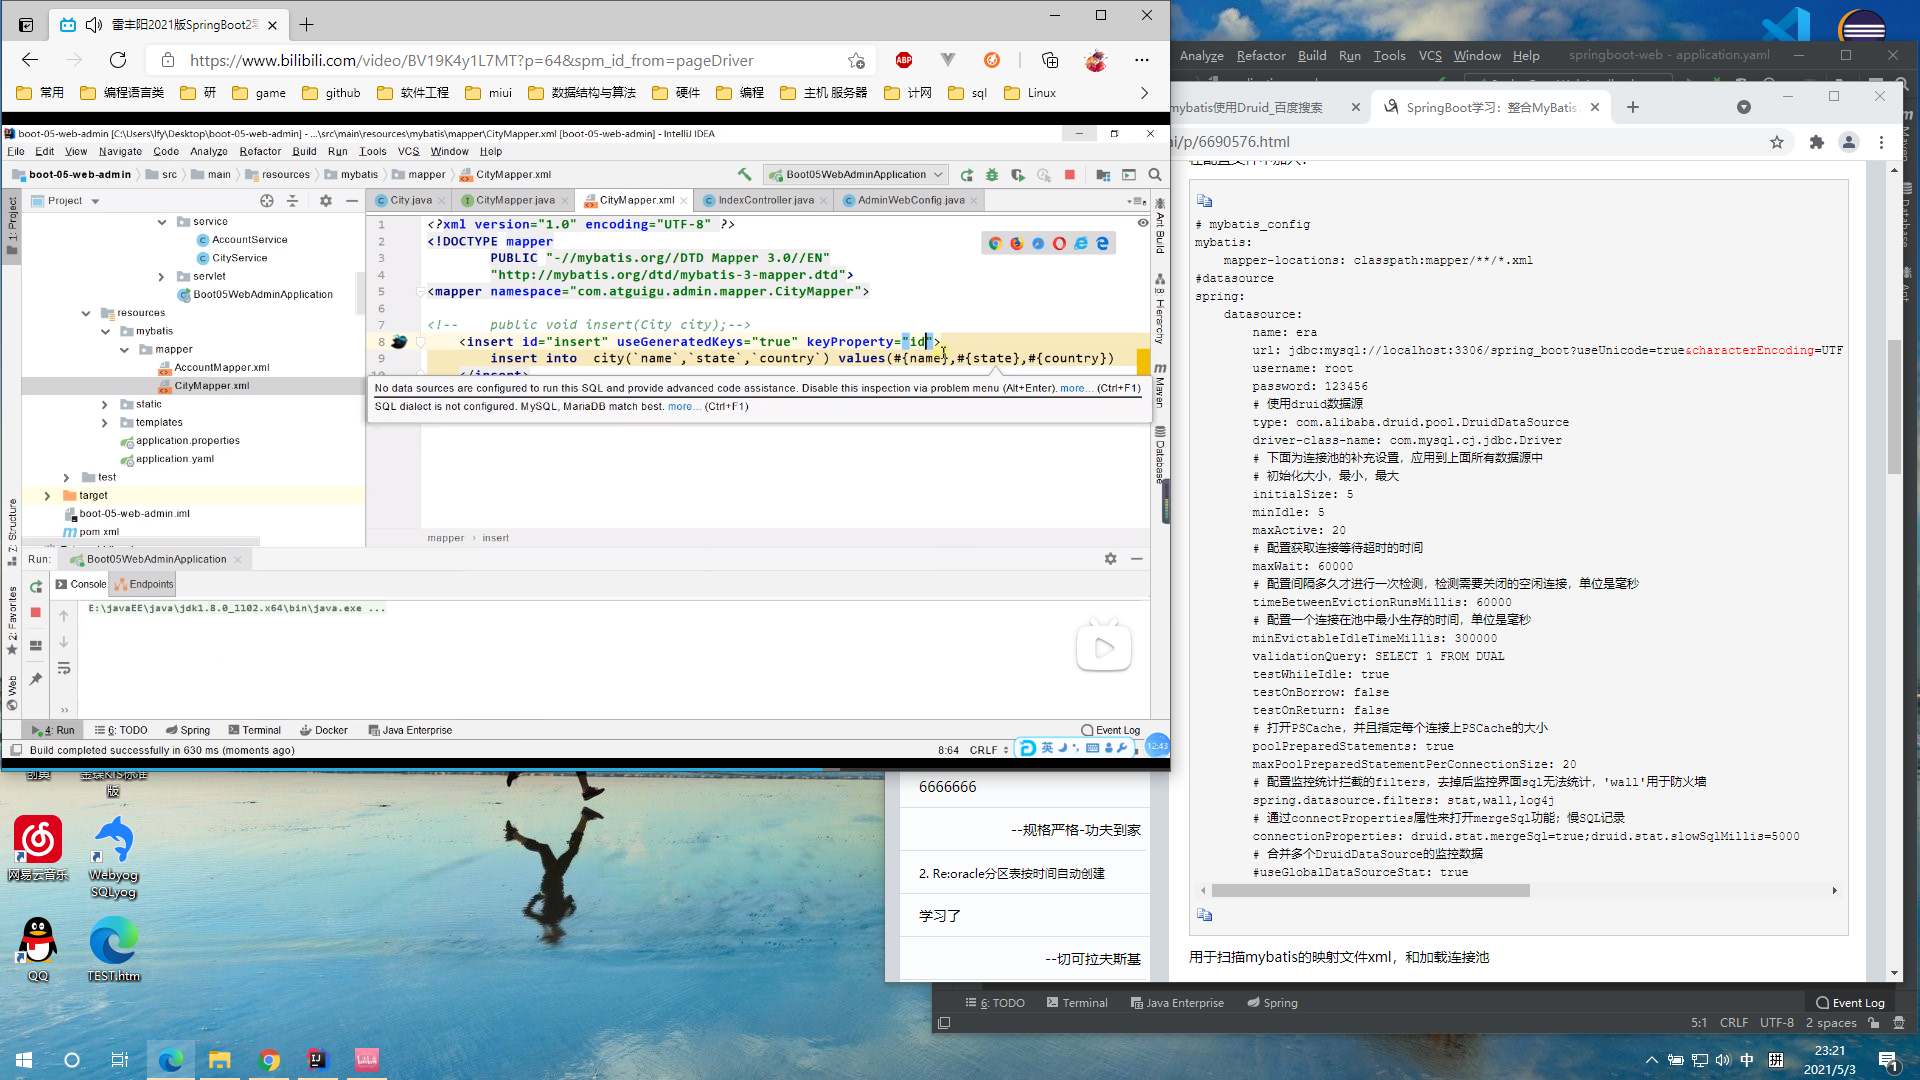 雷丰阳2021版SpringBoot2
https://www.bilibili.com/video/BV19K4y1L7MT?p=64&spm_id_from=pageDriver
ABP
常用 编程语言类 研 game github 软件工程 miui 数据结构与算法 硬件 编程 主机 服务器 计网 sql Linux
boot-05-web-admin [C:\Users\lfy\Desktop\boot-05-web-admin] - ...\src\main\resources\mybatis\mapper\CityMapper.xml [boot-05-web-admin] - IntelliJ IDEA
File Edit View Navigate Code Analyze Refactor Build Run Tools VCS Window Help
boot-05-web-admin src main resources mybatis mapper CityMapper.xml
Boot05WebAdminApplication
Project
City.java CityMapper.java CityMapper.xml IndexController.java AdminWebConfig.java
1: Project
service
AccountService
CityService
servlet
Boot05WebAdminApplication
resources
mybatis
mapper
AccountMapper.xml
CityMapper.xml
static
templates
application.properties
application.yaml
test
target
boot-05-web-admin.iml
pom.xml
1 <?xml version="1.0" encoding="UTF-8" ?>
2 <!DOCTYPE mapper
3 PUBLIC "-//mybatis.org//DTD Mapper 3.0//EN"
4 "http://mybatis.org/dtd/mybatis-3-mapper.dtd">
5 <mapper namespace="com.atguigu.admin.mapper.CityMapper">
6
7 <!-- public void insert(City city);-->
8 <insert id="insert" useGeneratedKeys="true" keyProperty="id">
9 insert into city(`name`,`state`,`country`) values(#{name},#{state},#{country})
10 </insert>
No data sources are configured to run this SQL and provide advanced code assistance. Disable this inspection via problem menu (Alt+Enter). more... (Ctrl+F1)
SQL dialect is not configured. MySQL, MariaDB match best. more... (Ctrl+F1)
mapper › insert
Ant Build
8: Hierarchy
Maven
Database
Z: Structure
2: Favorites
Web
Run: Boot05WebAdminApplication
Console Endpoints
E:\javaEE\java\jdk1.8.0_1102.x64\bin\java.exe ...
4: Run 6: TODO Spring Terminal Docker Java Enterprise Event Log
Build completed successfully in 630 ms (moments ago) 8:64 CRLF 英 12:43
Analyze Refactor Build Run Tools VCS Window Help springboot-web - application.yaml
mybatis使用Druid_百度搜索 SpringBoot学习：整合MyBatis
ai/p/6690576.html
# mybatis_config
mybatis:
mapper-locations: classpath:mapper/**/*.xml
#datasource
spring:
datasource:
name: era
url: jdbc:mysql://localhost:3306/spring_boot?useUnicode=true&characterEncoding=UTF
username: root
password: 123456
# 使用druid数据源
type: com.alibaba.druid.pool.DruidDataSource
driver-class-name: com.mysql.cj.jdbc.Driver
# 下面为连接池的补充设置，应用到上面所有数据源中
# 初始化大小，最小，最大
initialSize: 5
minIdle: 5
maxActive: 20
# 配置获取连接等待超时的时间
maxWait: 60000
# 配置间隔多久才进行一次检测，检测需要关闭的空闲连接，单位是毫秒
timeBetweenEvictionRunsMillis: 60000
# 配置一个连接在池中最小生存的时间，单位是毫秒
minEvictableIdleTimeMillis: 300000
validationQuery: SELECT 1 FROM DUAL
testWhileIdle: true
testOnBorrow: false
testOnReturn: false
# 打开PSCache，并且指定每个连接上PSCache的大小
poolPreparedStatements: true
maxPoolPreparedStatementPerConnectionSize: 20
# 配置监控统计拦截的filters，去掉后监控界面sql无法统计，'wall'用于防火墙
spring.datasource.filters: stat,wall,log4j
# 通过connectProperties属性来打开mergeSql功能；慢SQL记录
connectionProperties: druid.stat.mergeSql=true;druid.stat.slowSqlMillis=5000
# 合并多个DruidDataSource的监控数据
#useGlobalDataSourceStat: true
用于扫描mybatis的映射文件xml，和加载连接池
6666666
--规格严格-功夫到家
2. Re:oracle分区表按时间自动创建
学习了
--切可拉夫斯基
6: TODO Terminal Java Enterprise Spring Event Log
5:1 CRLF UTF-8 2 spaces
版
网易云音乐
Webyog SQLyog
QQ
TEST.htm
中
23:21
2021/5/3
1